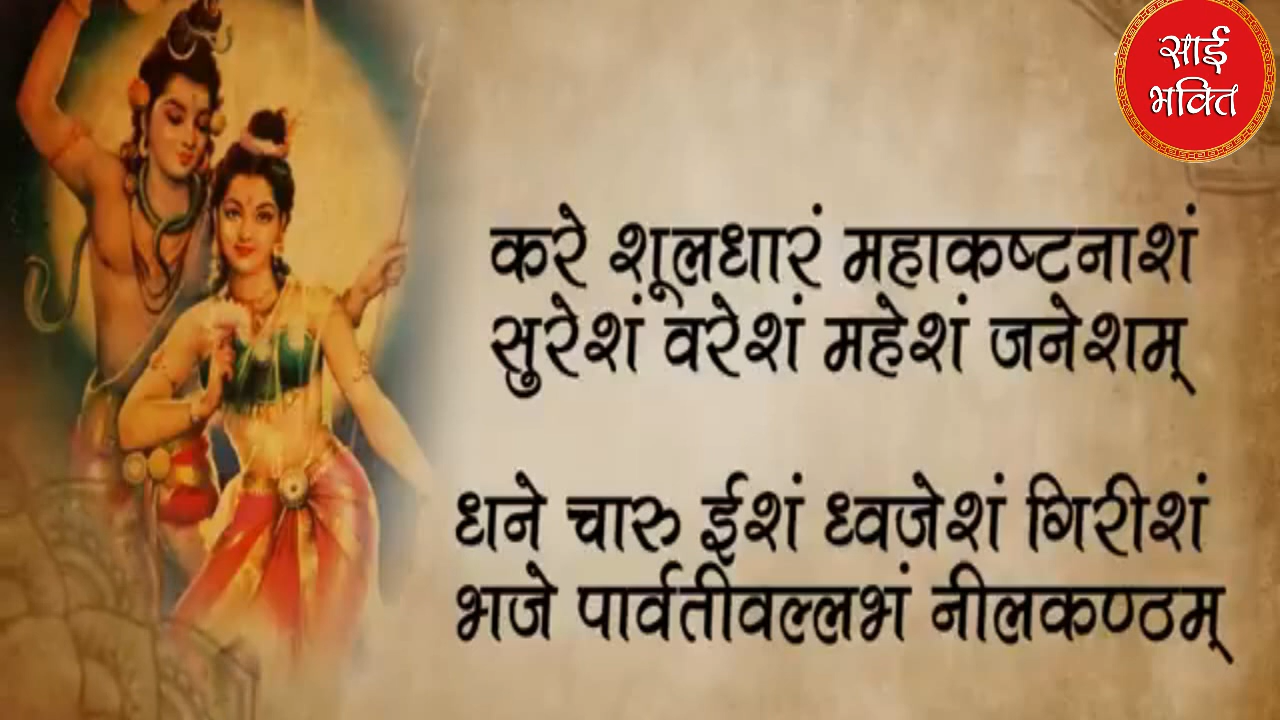 साई
भक्ति
करे शूलधारं महाकष्टनाशं
सुरेशं वरेशं महेशं जनेशम्
धने चारु ईशं ध्वजेशं गिरीशं
भजे पार्वतीवल्लभं नीलकण्ठम्